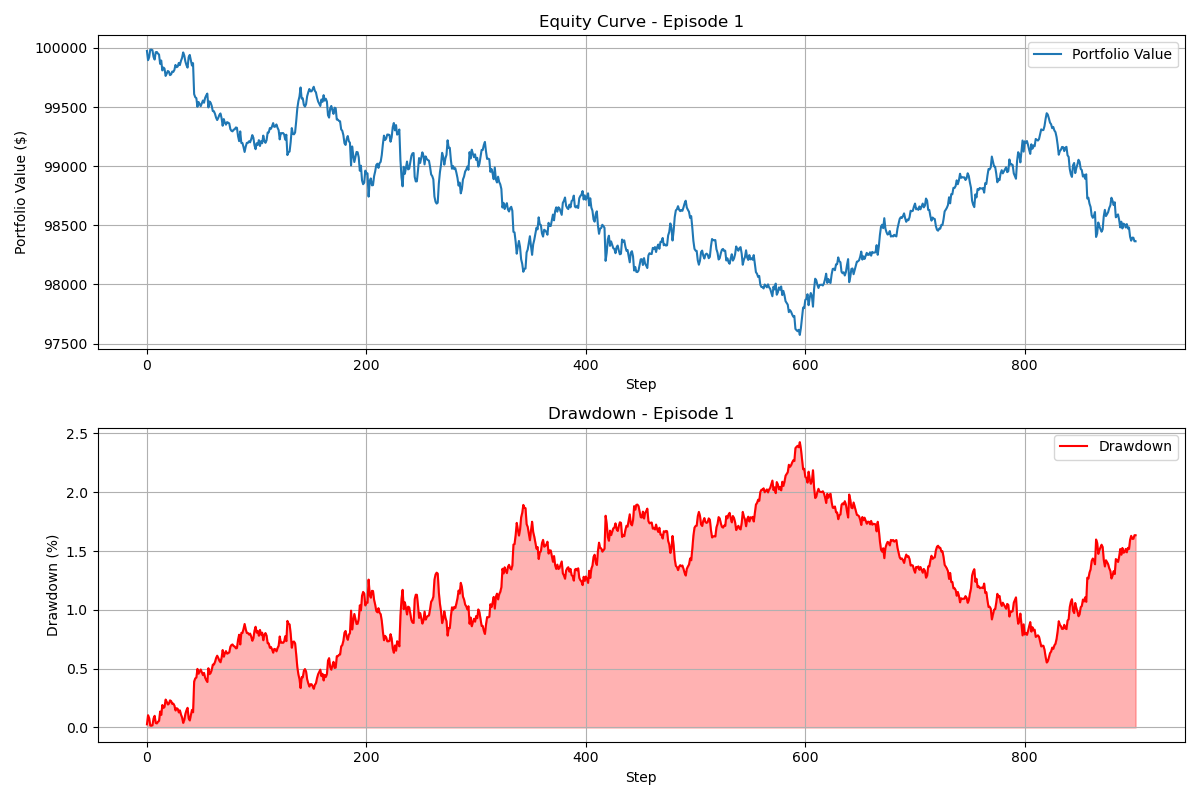 Equity Curve - Episode 1
Portfolio Value
Portfolio Value ($)
100000
99500
99000
98500
98000
97500
0 200 400 600 800
Step
Drawdown - Episode 1
Drawdown
Drawdown (%)
2.5
2.0
1.5
1.0
0.5
0.0
0 200 400 600 800
Step